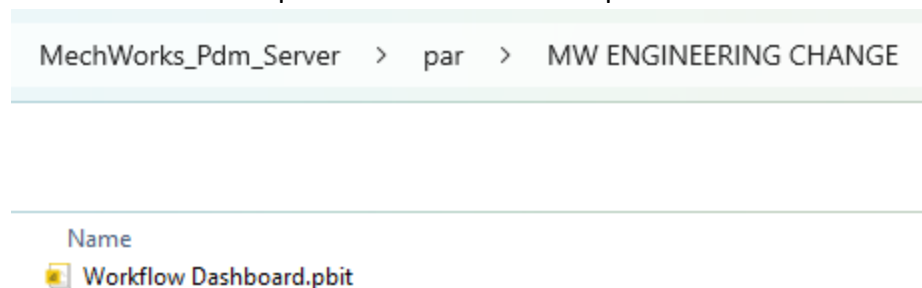 MechWorks_Pdm_Server > par > MW ENGINEERING CHANGE
Name
Workflow Dashboard.pbit